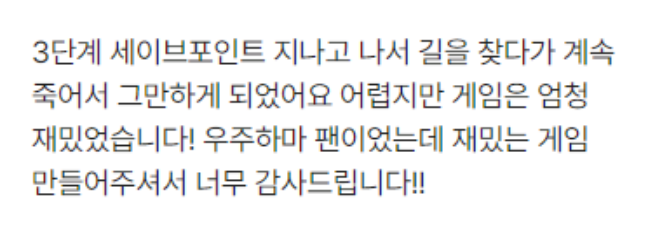 3단계 세이브포인트 지나고 나서 길을 찾다가 계속
죽어서 그만하게 되었어요 어렵지만 게임은 엄청
재밌었습니다! 우주하마 팬이었는데 재밌는 게임
만들어주셔서 너무 감사드립니다!!